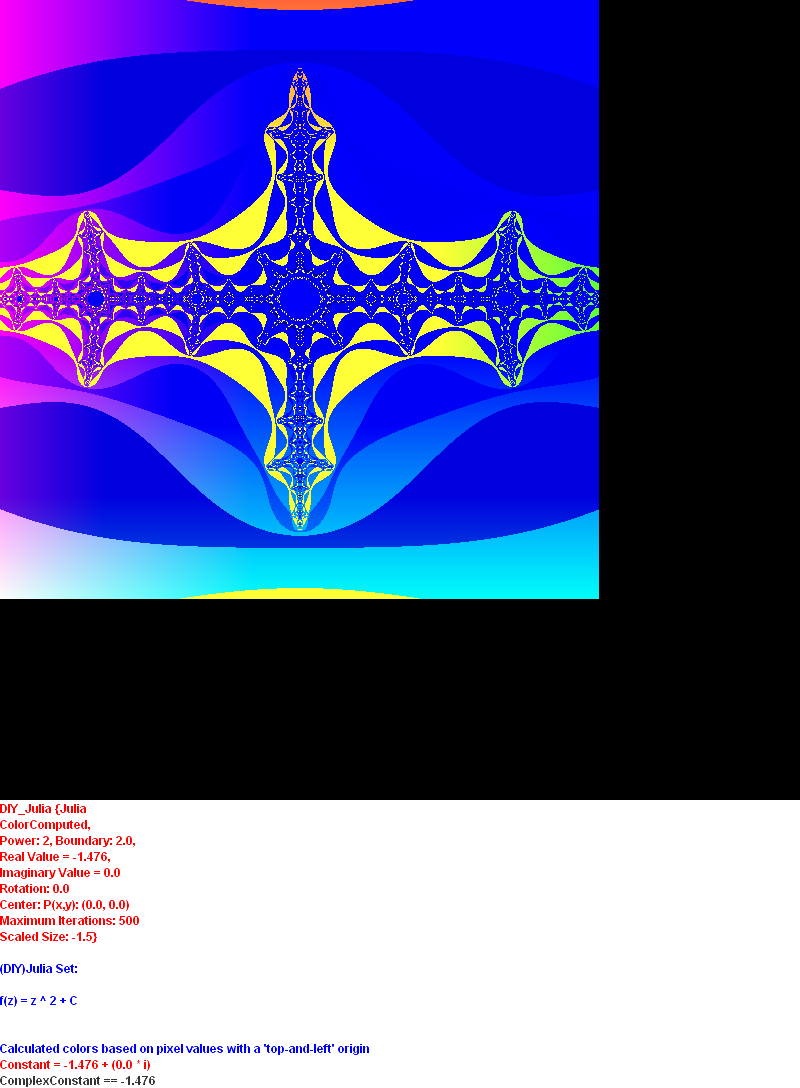 DIY_Julia {Julia
ColorComputed,
Power: 2, Boundary: 2.0,
Real Value = -1.476,
Imaginary Value = 0.0
Rotation: 0.0
Center: P(x,y): (0.0, 0.0)
Maximum Iterations: 500
Scaled Size: -1.5}
(DIY)Julia Set:
f(z) = z ^ 2 + C
Calculated colors based on pixel values with a 'top-and-left' origin
Constant = -1.476 + (0.0 * i)
ComplexConstant == -1.476